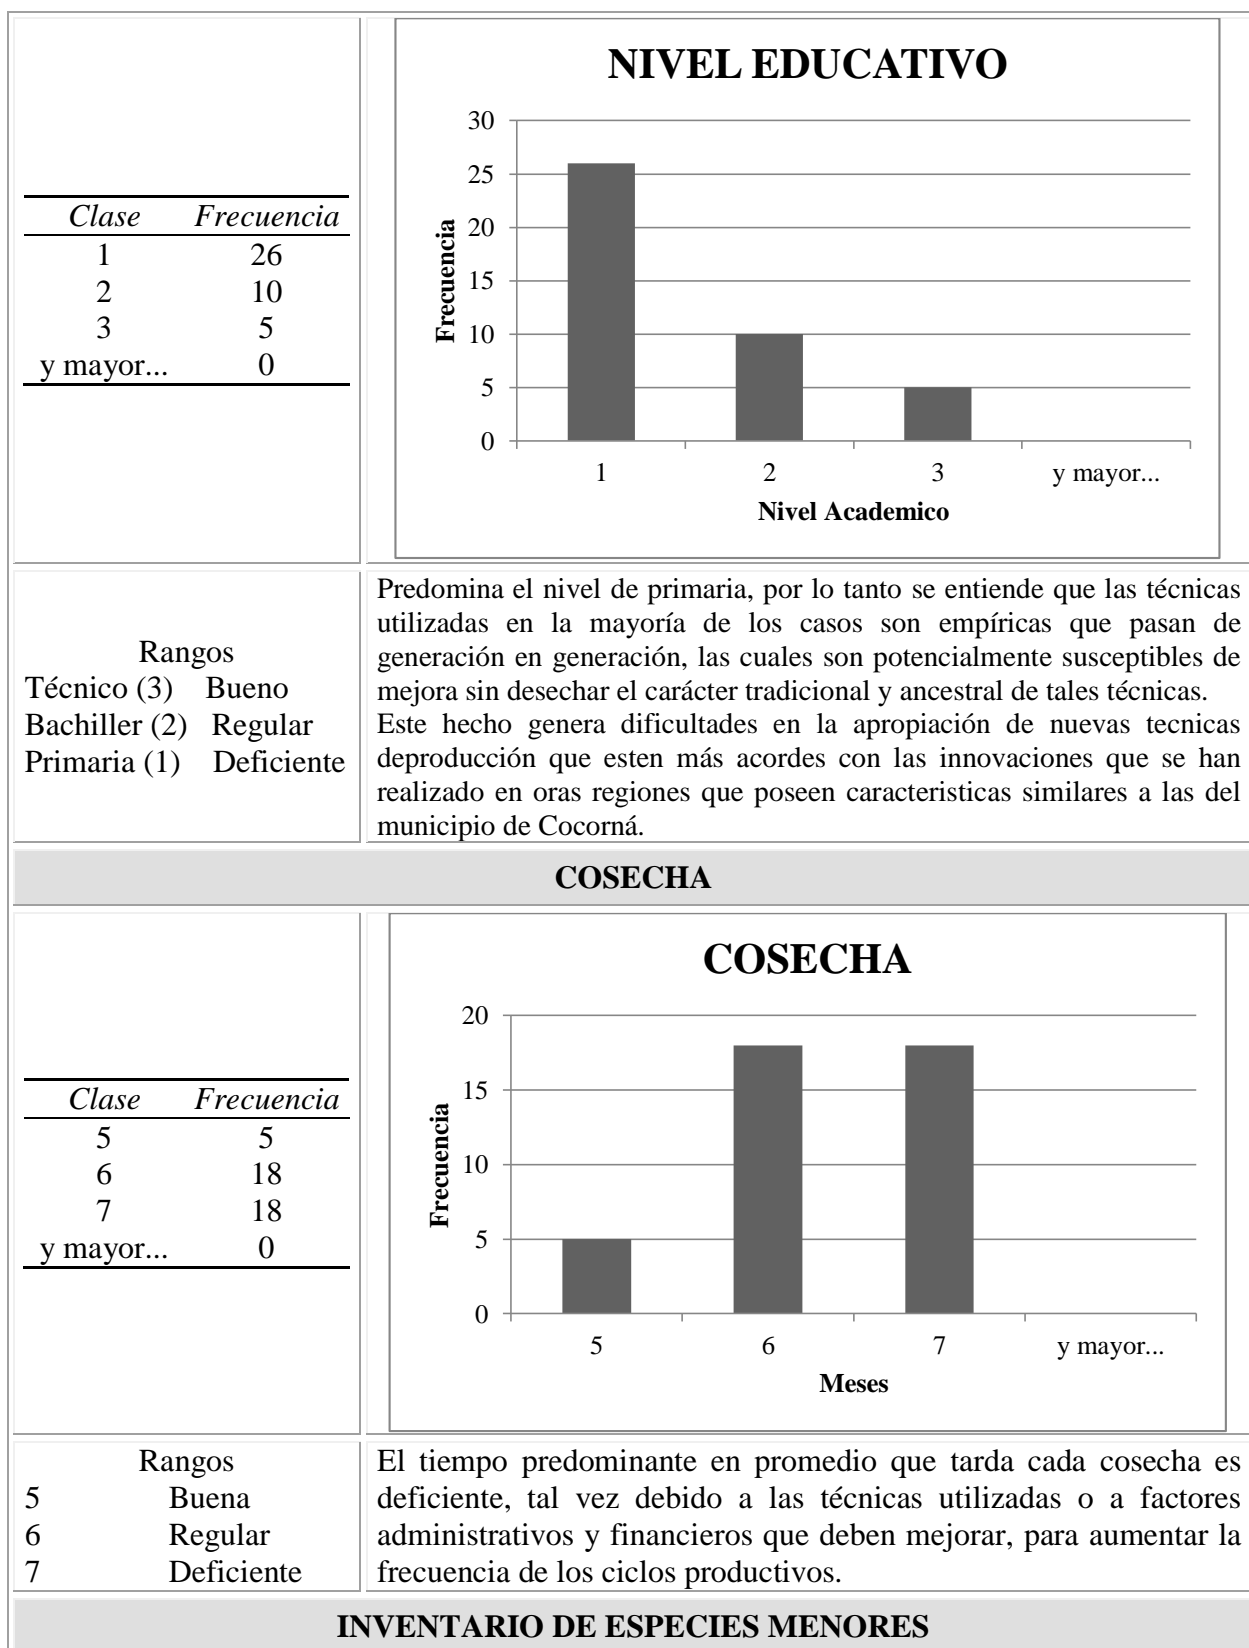 Clase Frecuencia
1 26
2 10
3 5
y mayor... 0
NIVEL EDUCATIVO
30
25
20
15
10
5
0
Frecuencia
1 2 3 y mayor...
Nivel Academico
Rangos
Técnico (3) Bueno
Bachiller (2) Regular
Primaria (1) Deficiente
Predomina el nivel de primaria, por lo tanto se entiende que las técnicas
utilizadas en la mayoría de los casos son empíricas que pasan de
generación en generación, las cuales son potencialmente susceptibles de
mejora sin desechar el carácter tradicional y ancestral de tales técnicas.
Este hecho genera dificultades en la apropiación de nuevas tecnicas
deproducción que esten más acordes con las innovaciones que se han
realizado en oras regiones que poseen caracteristicas similares a las del
municipio de Cocorná.
COSECHA
Clase Frecuencia
5 5
6 18
7 18
y mayor... 0
COSECHA
20
15
10
5
0
Frecuencia
5 6 7 y mayor...
Meses
Rangos
5 Buena
6 Regular
7 Deficiente
El tiempo predominante en promedio que tarda cada cosecha es
deficiente, tal vez debido a las técnicas utilizadas o a factores
administrativos y financieros que deben mejorar, para aumentar la
frecuencia de los ciclos productivos.
INVENTARIO DE ESPECIES MENORES